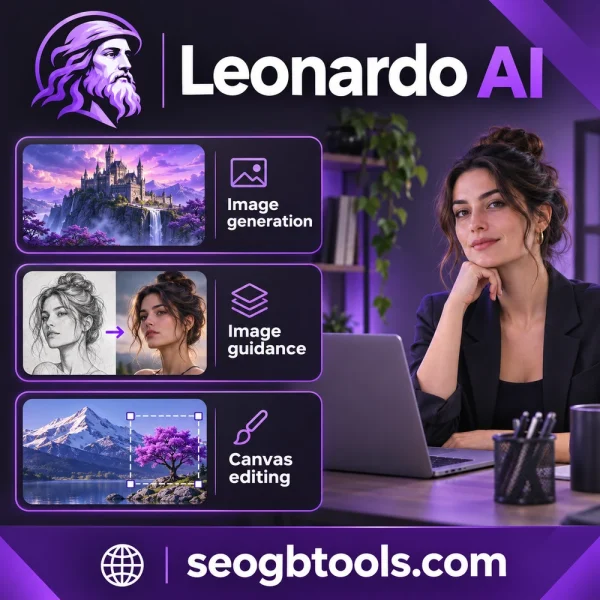 Leonardo AI
Image
generation
Image
guidance
Canvas
editing
seogbtools.com